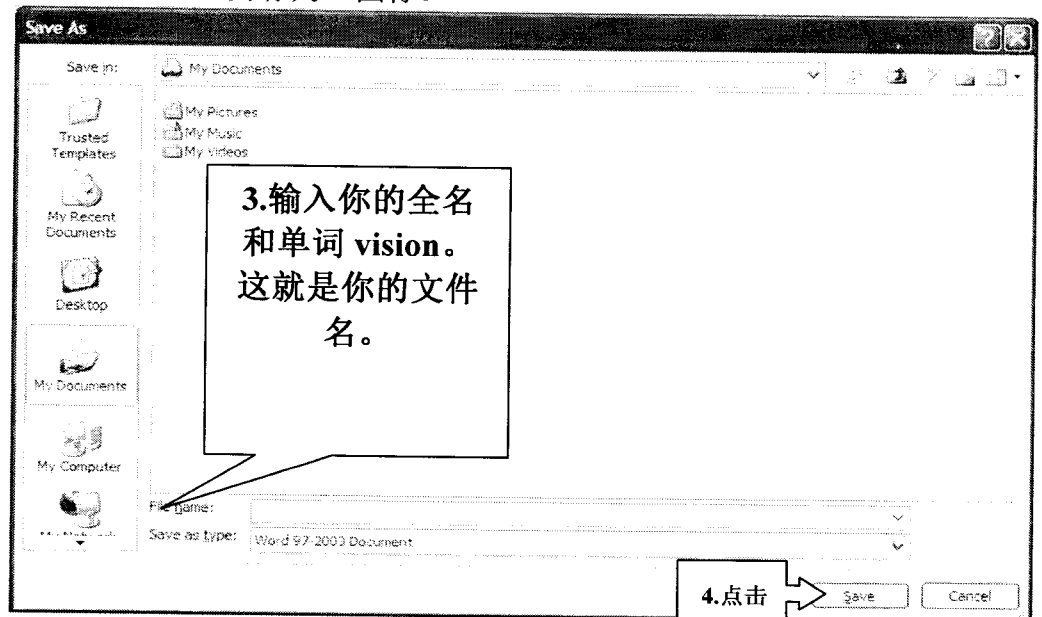 Save As
Save in:
My Documents
My Pictures
My Music
My Videos
Trusted
Templates
My Recent
Documents
Desktop
My Documents
My Computer
3.输入你的全名
和单词 vision。
这就是你的文件
名。
File name:
Save as type:
Word 97-2003 Document
4.点击
Save
Cancel